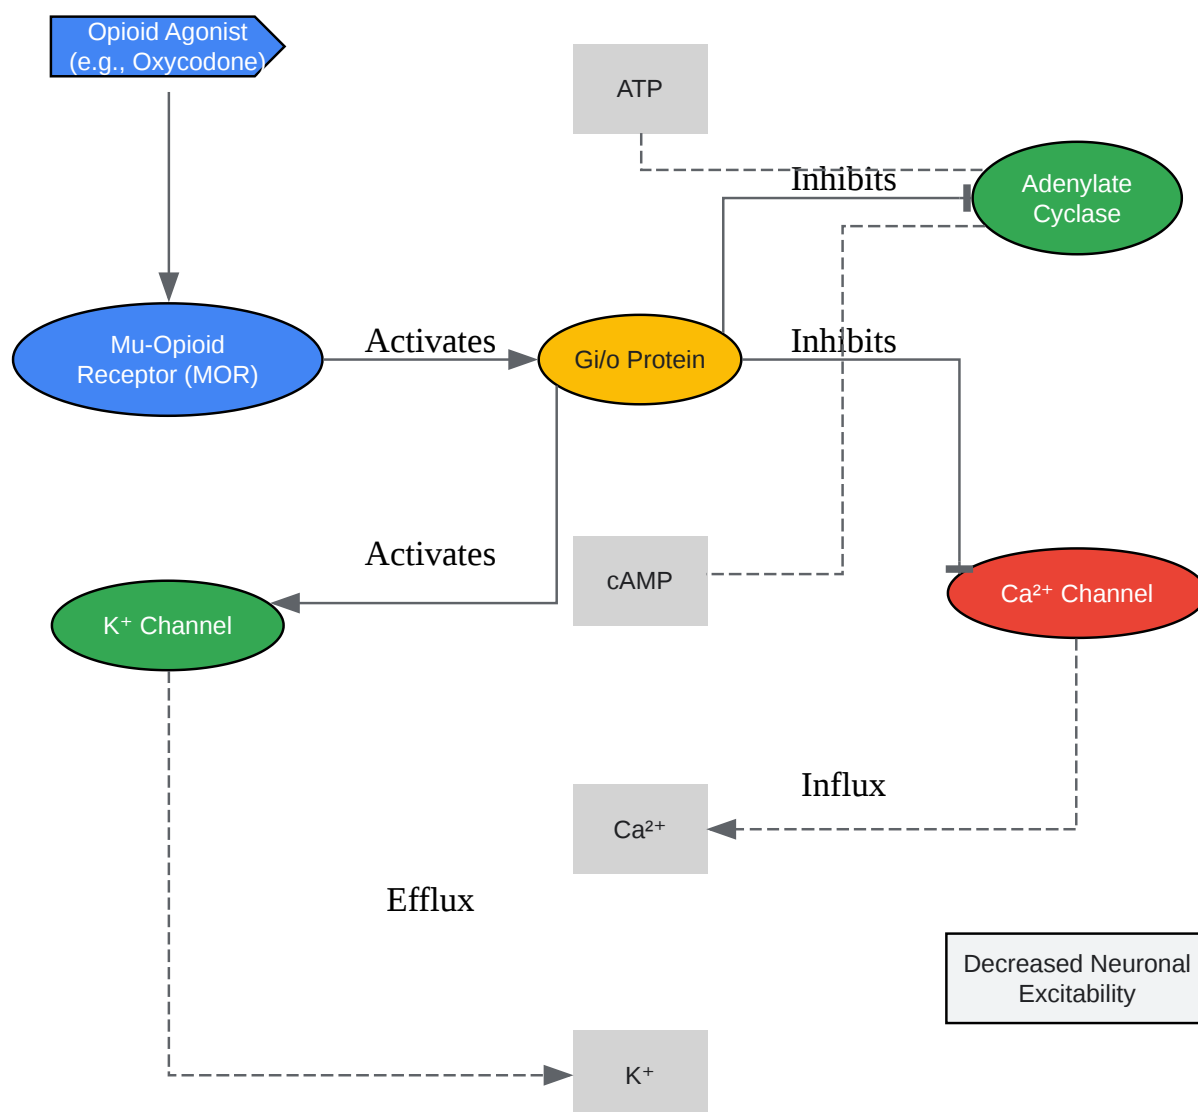 Opioid Agonist
(e.g., Oxycodone)
ATP
Inhibits
Adenylate
Cyclase
Mu-Opioid
Receptor (MOR)
Activates
Gi/o Protein
Inhibits
Activates
cAMP
K⁺ Channel
Ca²⁺ Channel
Influx
Ca²⁺
Efflux
Decreased Neuronal
Excitability
K⁺